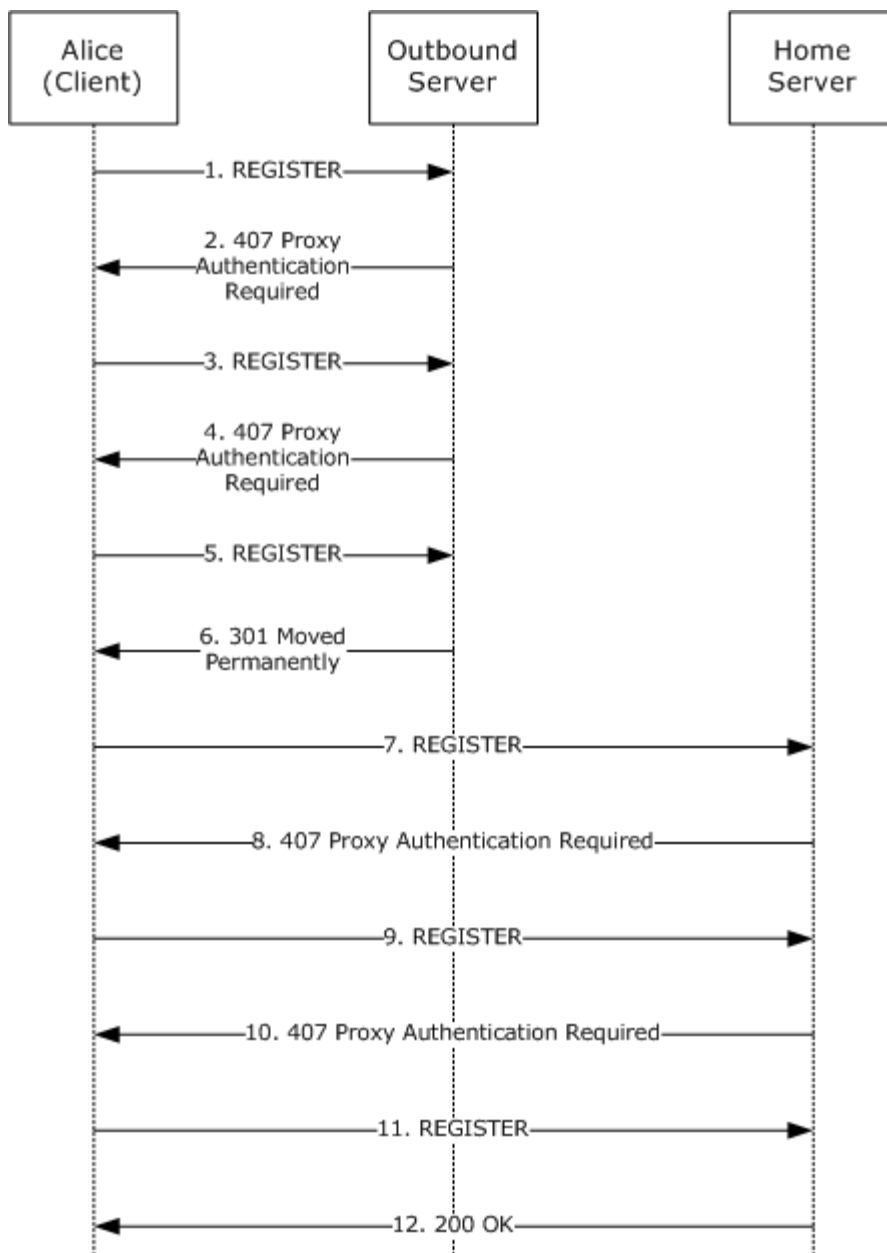 Alice
(Client)
Outbound
Server
Home
Server
1. REGISTER
2. 407 Proxy
Authentication
Required
3. REGISTER
4. 407 Proxy
Authentication
Required
5. REGISTER
6. 301 Moved
Permanently
7. REGISTER
8. 407 Proxy Authentication Required
9. REGISTER
10. 407 Proxy Authentication Required
11. REGISTER
12. 200 OK